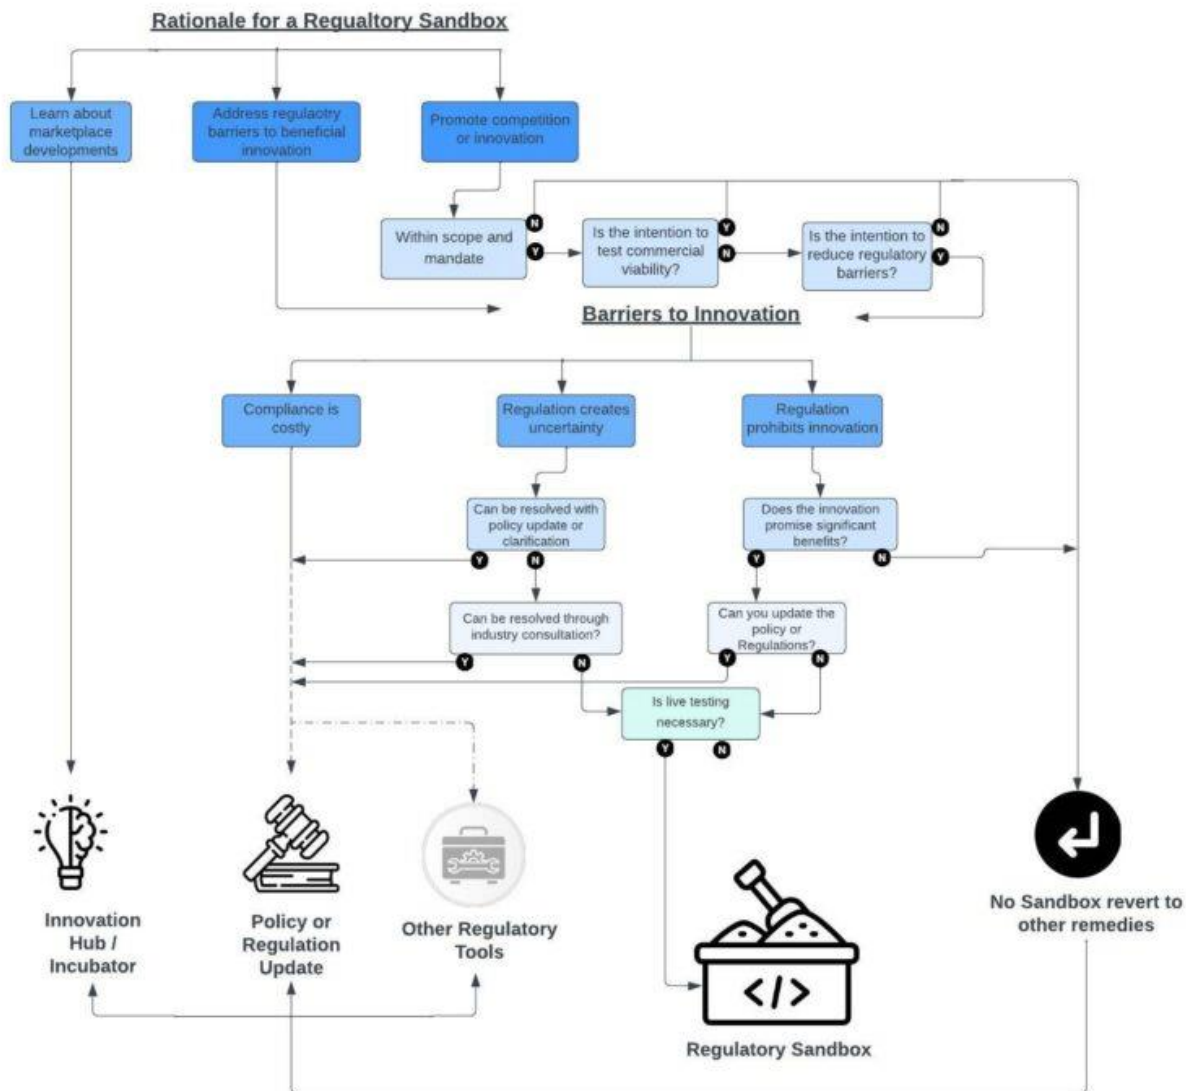 Rationale for a Regualtory Sandbox
Learn about
marketplace
developments
Address regulaotry
barriers to beneficial
innovation
Promote competition
or innovation
Within scope and
mandate
N
Y
Is the intention to
test commercial
viability?
Y
N
Is the intention to
reduce regulatory
barriers?
N
Y
Barriers to Innovation
Compliance is
costly
Regulation creates
uncertainty
Regulation
prohibits innovation
Can be resolved with
policy update or
clarification
Y
N
Does the innovation
promise significant
benefits?
Y
N
Can be resolved through
industry consultation?
Y
N
Can you update the
policy or
Regulations?
Y
N
Is live testing
necessary?
Y
N
Innovation
Hub /
Incubator
Policy or
Regulation
Update
Other Regulatory
Tools
</>
Regulatory Sandbox
No Sandbox revert to
other remedies